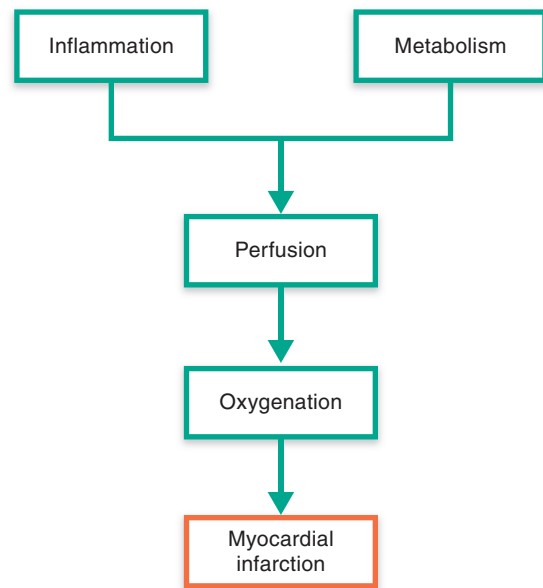 Inflammation
Metabolism
Perfusion
Oxygenation
Myocardial
infarction